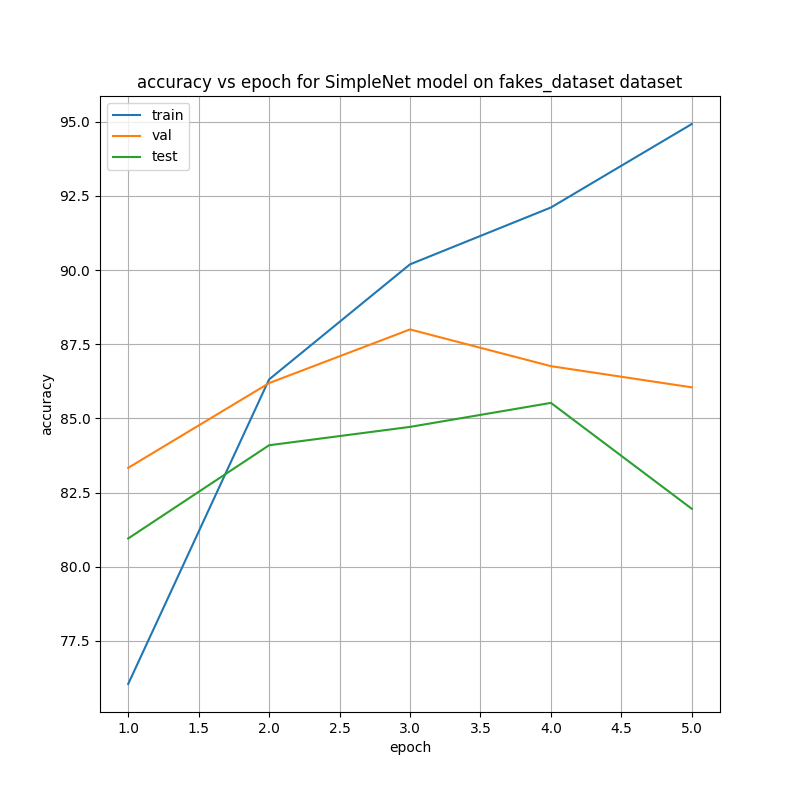 accuracy vs epoch for SimpleNet model on fakes_dataset dataset
train
val
test
95.0
92.5
90.0
87.5
85.0
82.5
80.0
77.5
accuracy
1.0 1.5 2.0 2.5 3.0 3.5 4.0 4.5 5.0
epoch